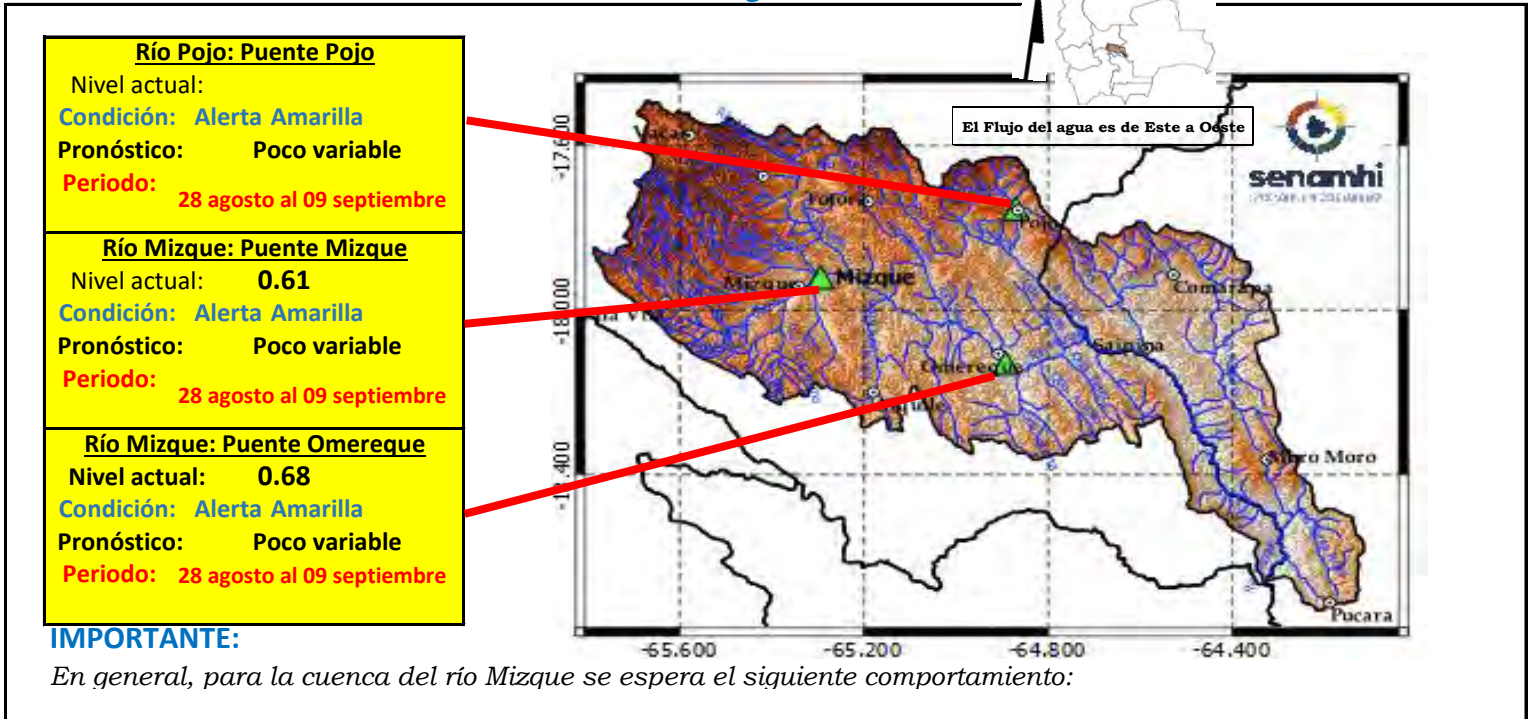 Río Pojo: Puente Pojo
Nivel actual:
Condición: Alerta Amarilla
Pronóstico: Poco variable
Periodo: 28 agosto al 09 septiembre
Río Mizque: Puente Mizque
Nivel actual: 0.61
Condición: Alerta Amarilla
Pronóstico: Poco variable
Periodo: 28 agosto al 09 septiembre
Río Mizque: Puente Omereque
Nivel actual: 0.68
Condición: Alerta Amarilla
Pronóstico: Poco variable
Periodo: 28 agosto al 09 septiembre
El Flujo del agua es de Este a Oeste
senamhi
-17.600
Vacas
Totora
Pojo
Mizque Mizque
Comarapa
-18.000
Saipina
Omereque
Moro Moro
Pucara
-65.600 -65.200 -64.800 -64.400
IMPORTANTE:
En general, para la cuenca del río Mizque se espera el siguiente comportamiento: